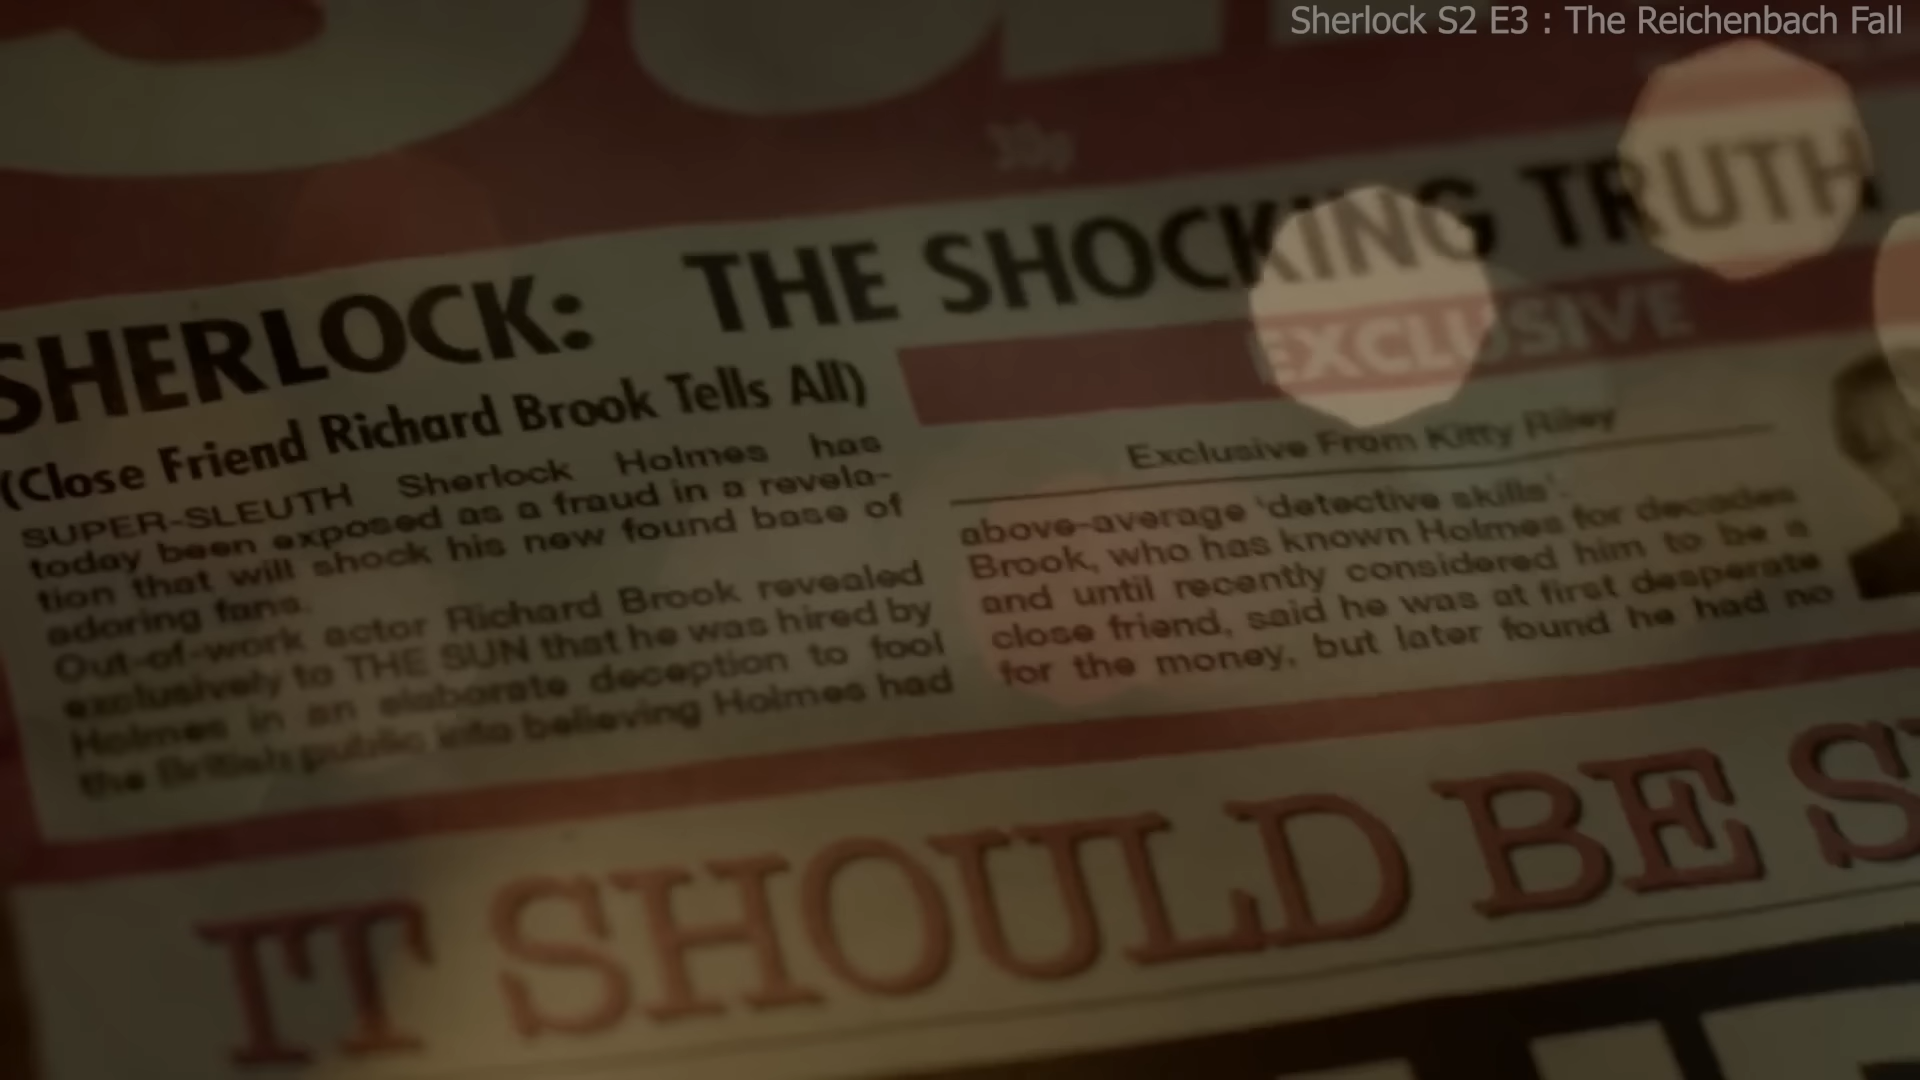 Sherlock S2 E3 : The Reichenbach Fall
30p
SHERLOCK: THE SHOCKING TRUTH
(Close Friend Richard Brook Tells All)
SUPER-SLEUTH Sherlock Holmes has
today been exposed as a fraud in a revela-
tion that will shock his new found base of
adoring fans.
Out-of-work actor Richard Brook revealed
exclusively to THE SUN that he was hired by
Holmes in an elaborate deception to fool
the British public into believing Holmes had
EXCLUSIVE
Exclusive From Kitty Riley
above-average 'detective skills'.
Brook, who has known Holmes for decades
and until recently considered him to be a
close friend, said he was at first desperate
for the money, but later found he had no
IT SHOULD BE S